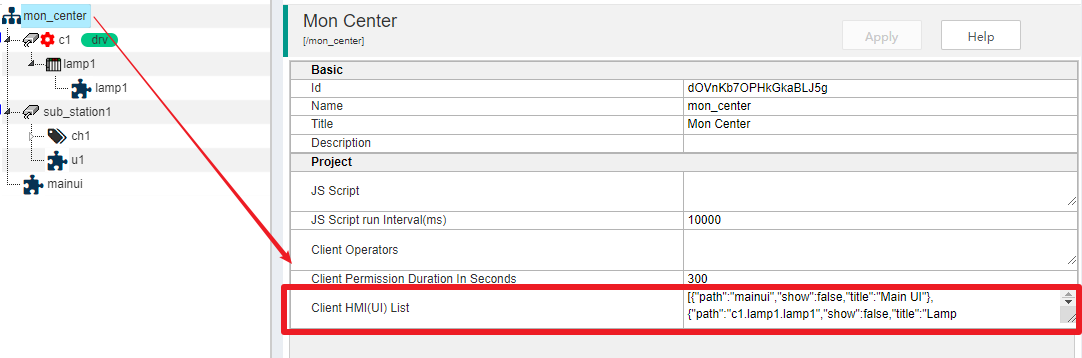 mon_center
c1 drv
lamp1
lamp1
sub_station1
ch1
u1
mainui
Mon Center
[/mon_center]
Apply
Help
Basic
Id dOVnKb7OPHkGkaBLJ5g
Name mon_center
Title Mon Center
Description
Project
JS Script
JS Script run Interval(ms) 10000
Client Operators
Client Permission Duration In Seconds 300
Client HMI(UI) List [{"path":"mainui","show":false,"title":"Main UI"},
{"path":"c1.lamp1.lamp1","show":false,"title":"Lamp